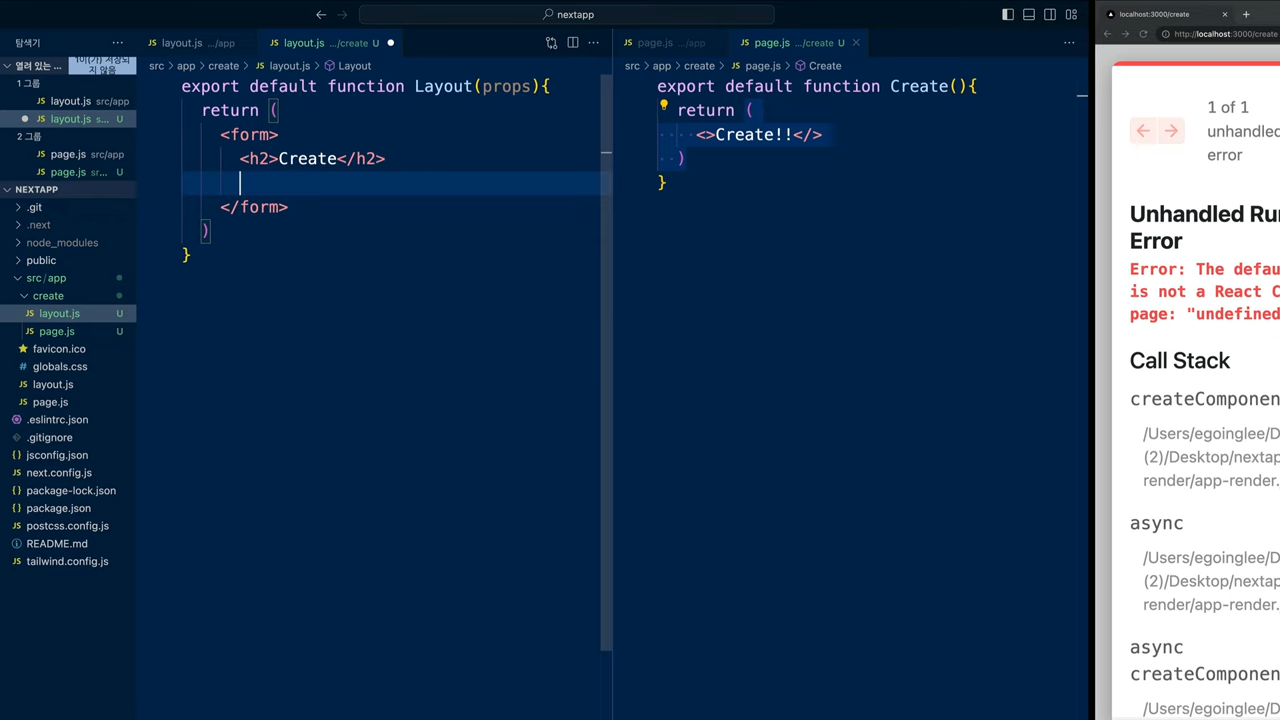 nextapp
탐색기
열려 있는 ...
1이(가) 저장되
지 않음
1 그룹
layout.js src/app
layout.js s... U
2 그룹
page.js src/app
page.js s... U
NEXTAPP
.git
.next
node_modules
public
src / app
create
layout.js U
page.js U
favicon.ico
globals.css
layout.js
page.js
.eslintrc.json
.gitignore
jsconfig.json
next.config.js
package-lock.json
package.json
postcss.config.js
README.md
tailwind.config.js
layout.js .../app
layout.js .../create U
src > app > create > layout.js > Layout
export default function Layout(props){
return (
<form>
<h2>Create</h2>
</form>
)
}
page.js .../app
page.js .../create U
src > app > create > page.js > Create
export default function Create(){
return (
<>Create!!</>
)
}
localhost:3000/create
http://localhost:3000/create
1 of 1
unhandled
error
Unhandled Ru
Error
Error: The defau
is not a React C
page: "undefined
Call Stack
createComponen
/Users/egoinglee/D
(2)/Desktop/nextap
render/app-render.
async
/Users/egoinglee/D
(2)/Desktop/nextap
render/app-render.
async
createComponen
/Users/egoinglee/D